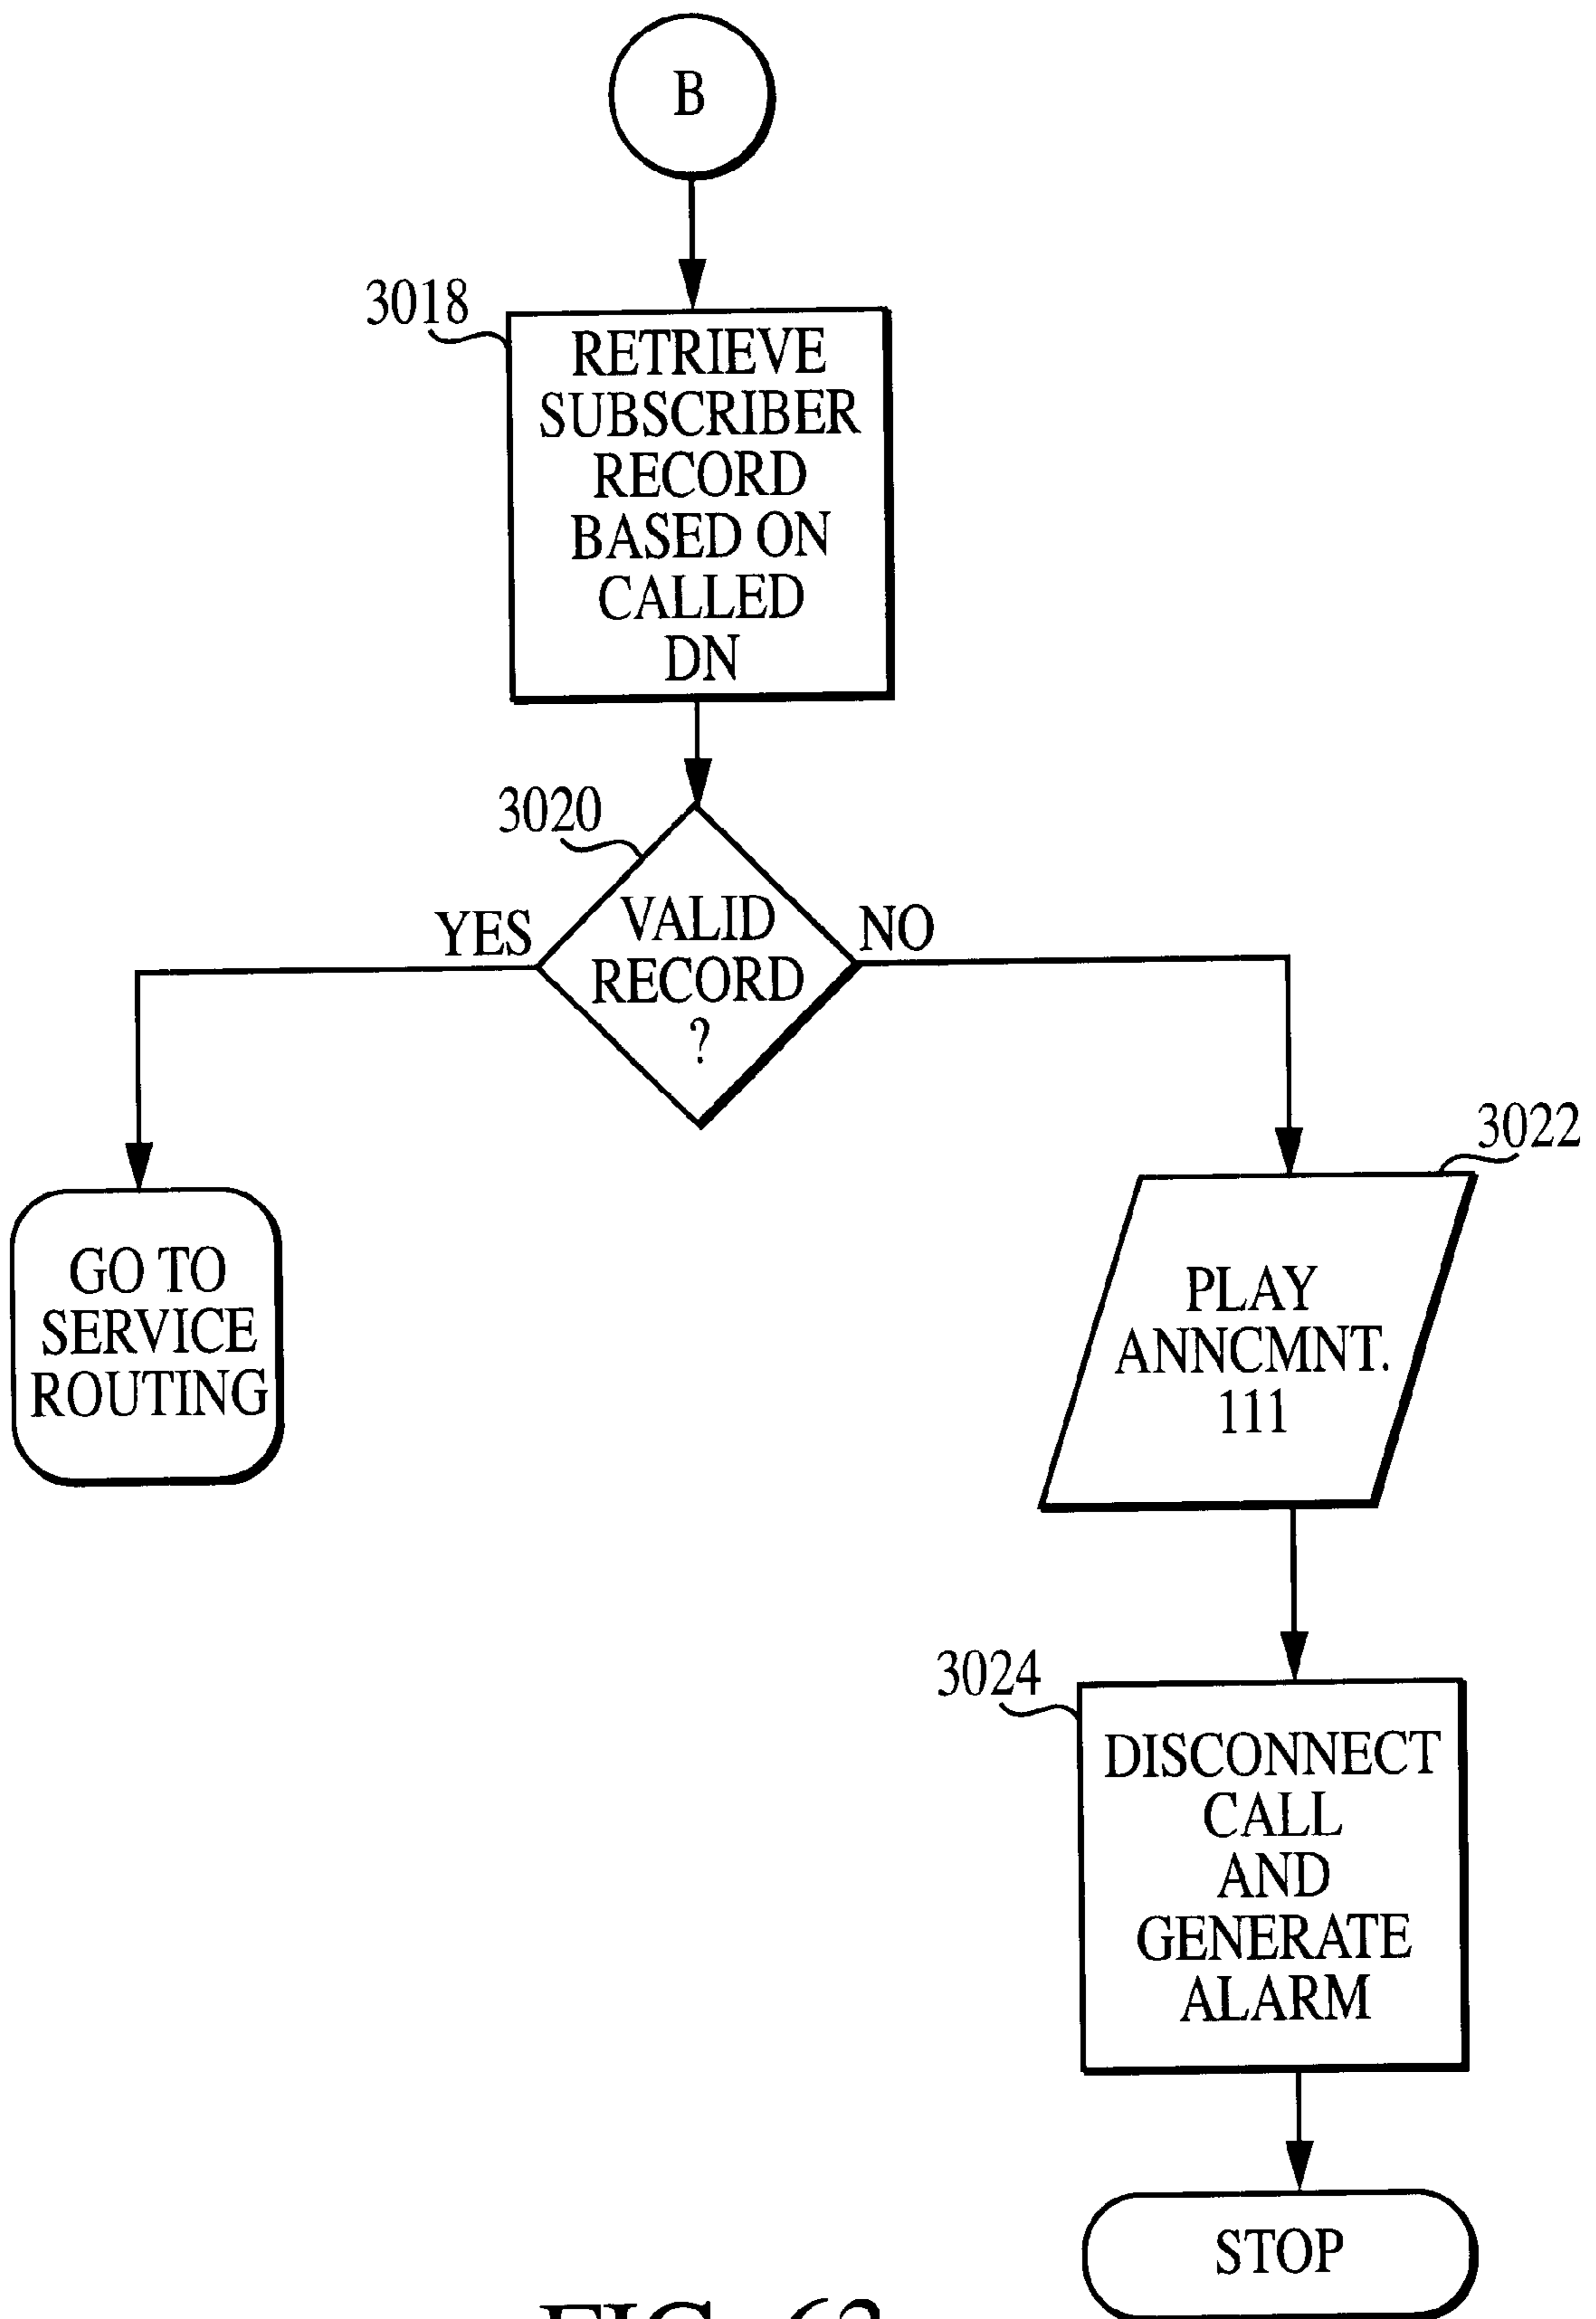 B
3018
RETRIEVE
SUBSCRIBER
RECORD
BASED ON
CALLED
DN
3020
YES
VALID
RECORD
?
NO
GO TO
SERVICE
ROUTING
3022
PLAY
ANNCMNT.
111
3024
DISCONNECT
CALL
AND
GENERATE
ALARM
STOP